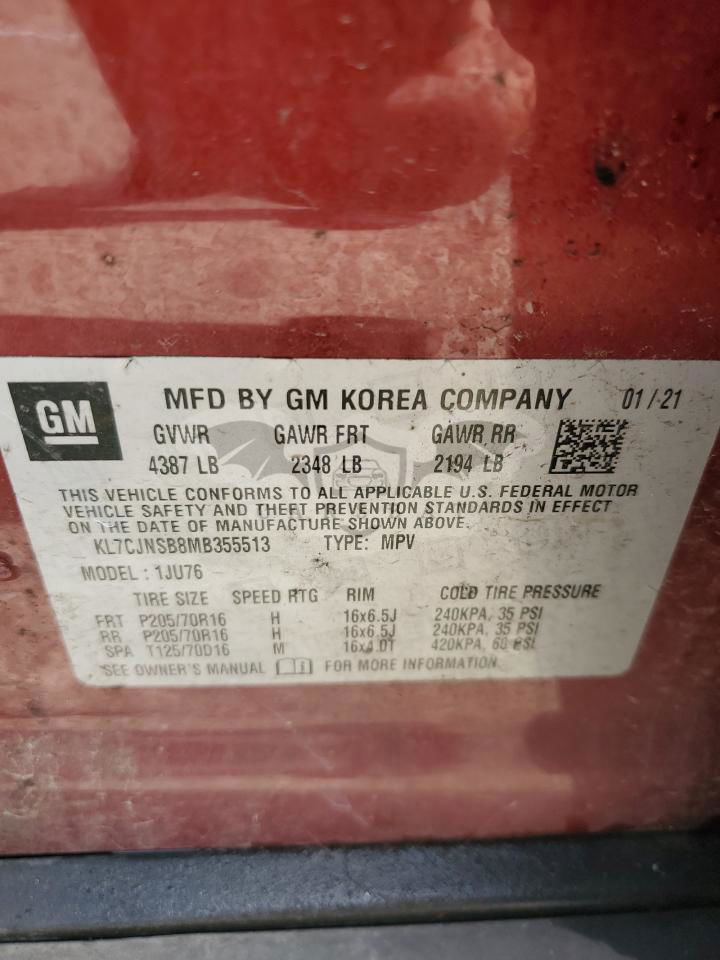 GM
MFD BY GM KOREA COMPANY 01/21
GVWR GAWR FRT GAWR RR
4387 LB 2348 LB 2194 LB
THIS VEHICLE CONFORMS TO ALL APPLICABLE U.S. FEDERAL MOTOR
VEHICLE SAFETY AND THEFT PREVENTION STANDARDS IN EFFECT
ON THE DATE OF MANUFACTURE SHOWN ABOVE.
KL7CJNSB8MB355513 TYPE: MPV
MODEL : 1JU76
TIRE SIZE SPEED RTG RIM COLD TIRE PRESSURE
FRT P205/70R16 H 16x6.5J 240KPA, 35 PSI
RR P205/70R16 H 16x6.5J 240KPA, 35 PSI
SPA T125/70D16 M 16x4.0T 420KPA, 60 PSI
SEE OWNER'S MANUAL FOR MORE INFORMATION